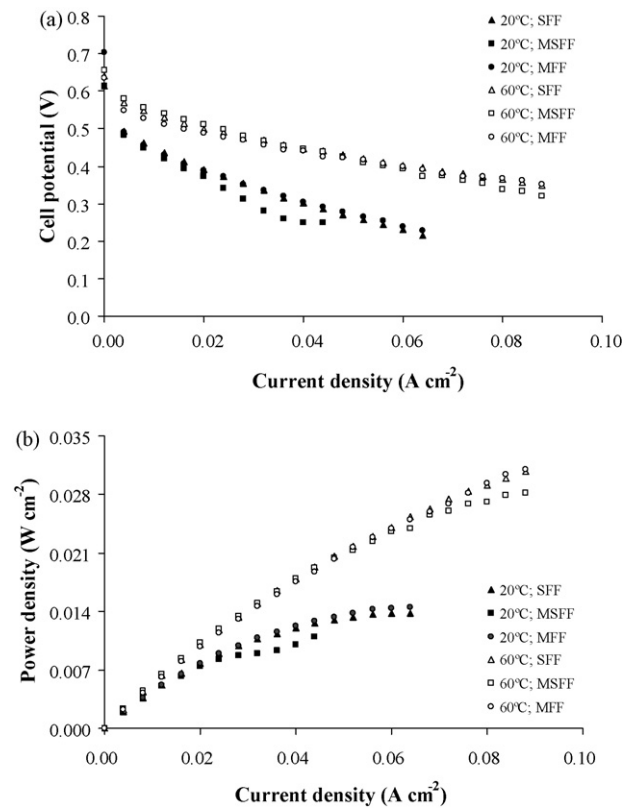 (a)
0.8
0.7
0.6
0.5
0.4
0.3
0.2
0.1
0.0
Cell potential (V)
20ºC; SFF
20ºC; MSFF
20ºC; MFF
60ºC; SFF
60ºC; MSFF
60ºC; MFF
0.00 0.02 0.04 0.06 0.08 0.10
Current density (A cm⁻²)
(b)
0.035
0.028
0.021
0.014
0.007
0.000
Power density (W cm⁻²)
20ºC; SFF
20ºC; MSFF
20ºC; MFF
60ºC; SFF
60ºC; MSFF
60ºC; MFF
0.00 0.02 0.04 0.06 0.08 0.10
Current density (A cm⁻²)